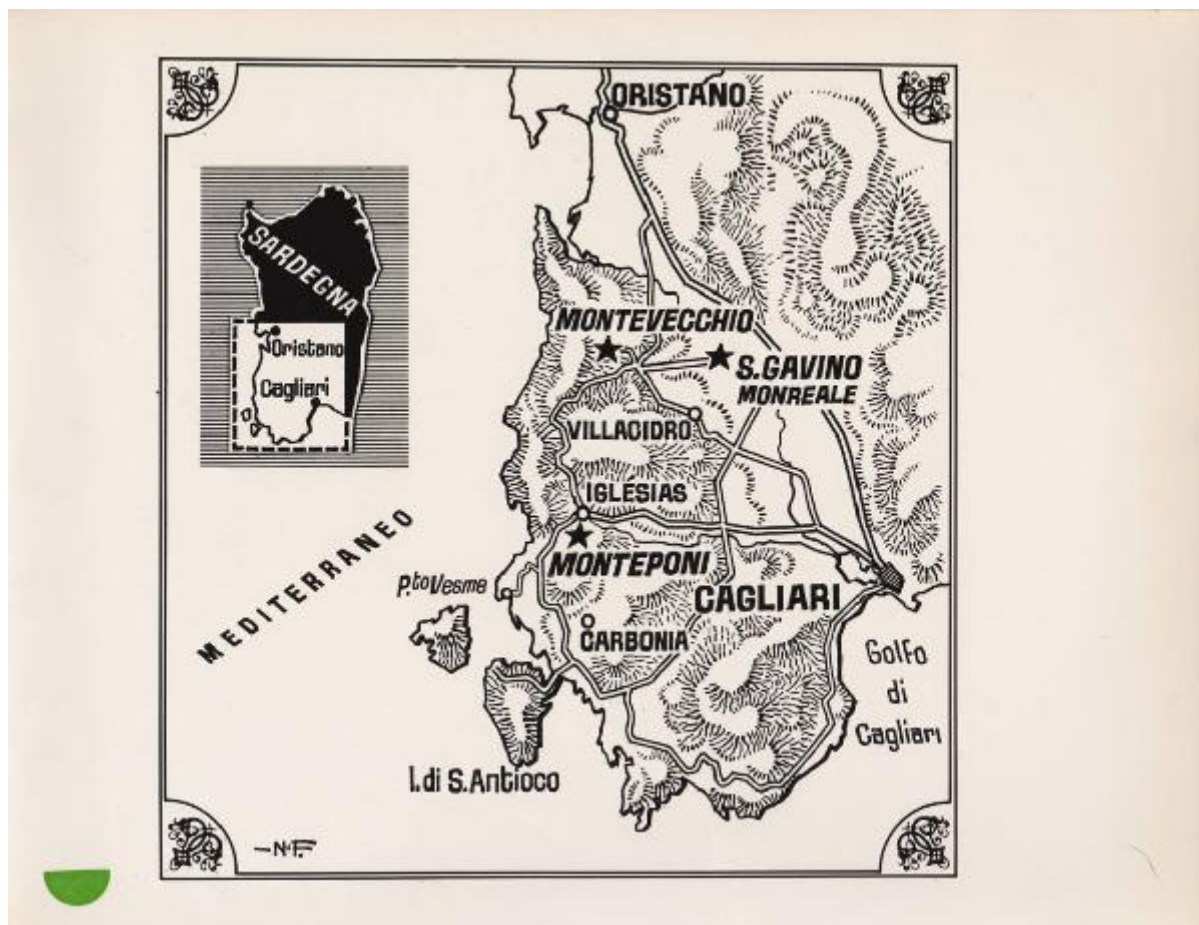 ORISTANO
SARDEGNA
Oristano
Cagliari
MONTEVECCHIO
S.GAVINO
MONREALE
VILLACIDRO
IGLÉSIAS
MONTEPONI
MEDITERRANEO
P.to Vesme
CAGLIARI
CARBONIA
Golfo
di
Cagliari
I.di S.Antioco
N.F.